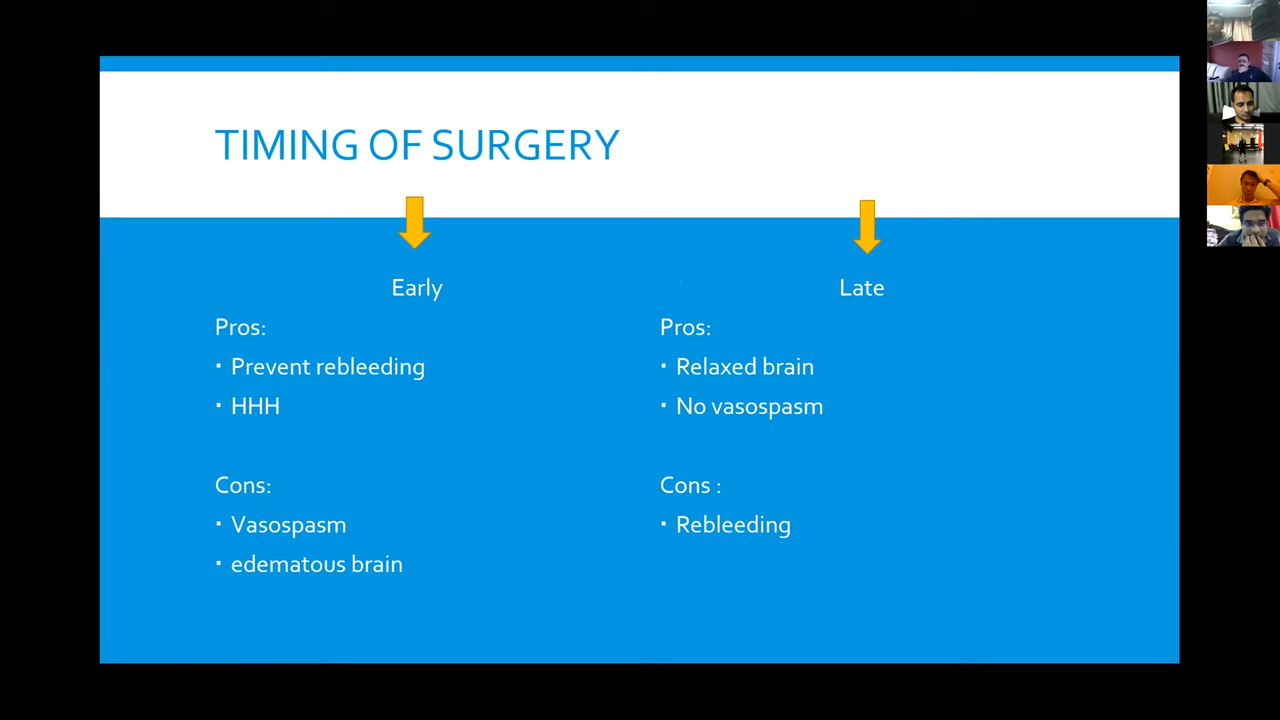 TIMING OF SURGERY
Early
Pros:
▪ Prevent rebleeding
▪ HHH
Cons:
▪ Vasospasm
▪ edematous brain
Late
Pros:
▪ Relaxed brain
▪ No vasospasm
Cons :
▪ Rebleeding